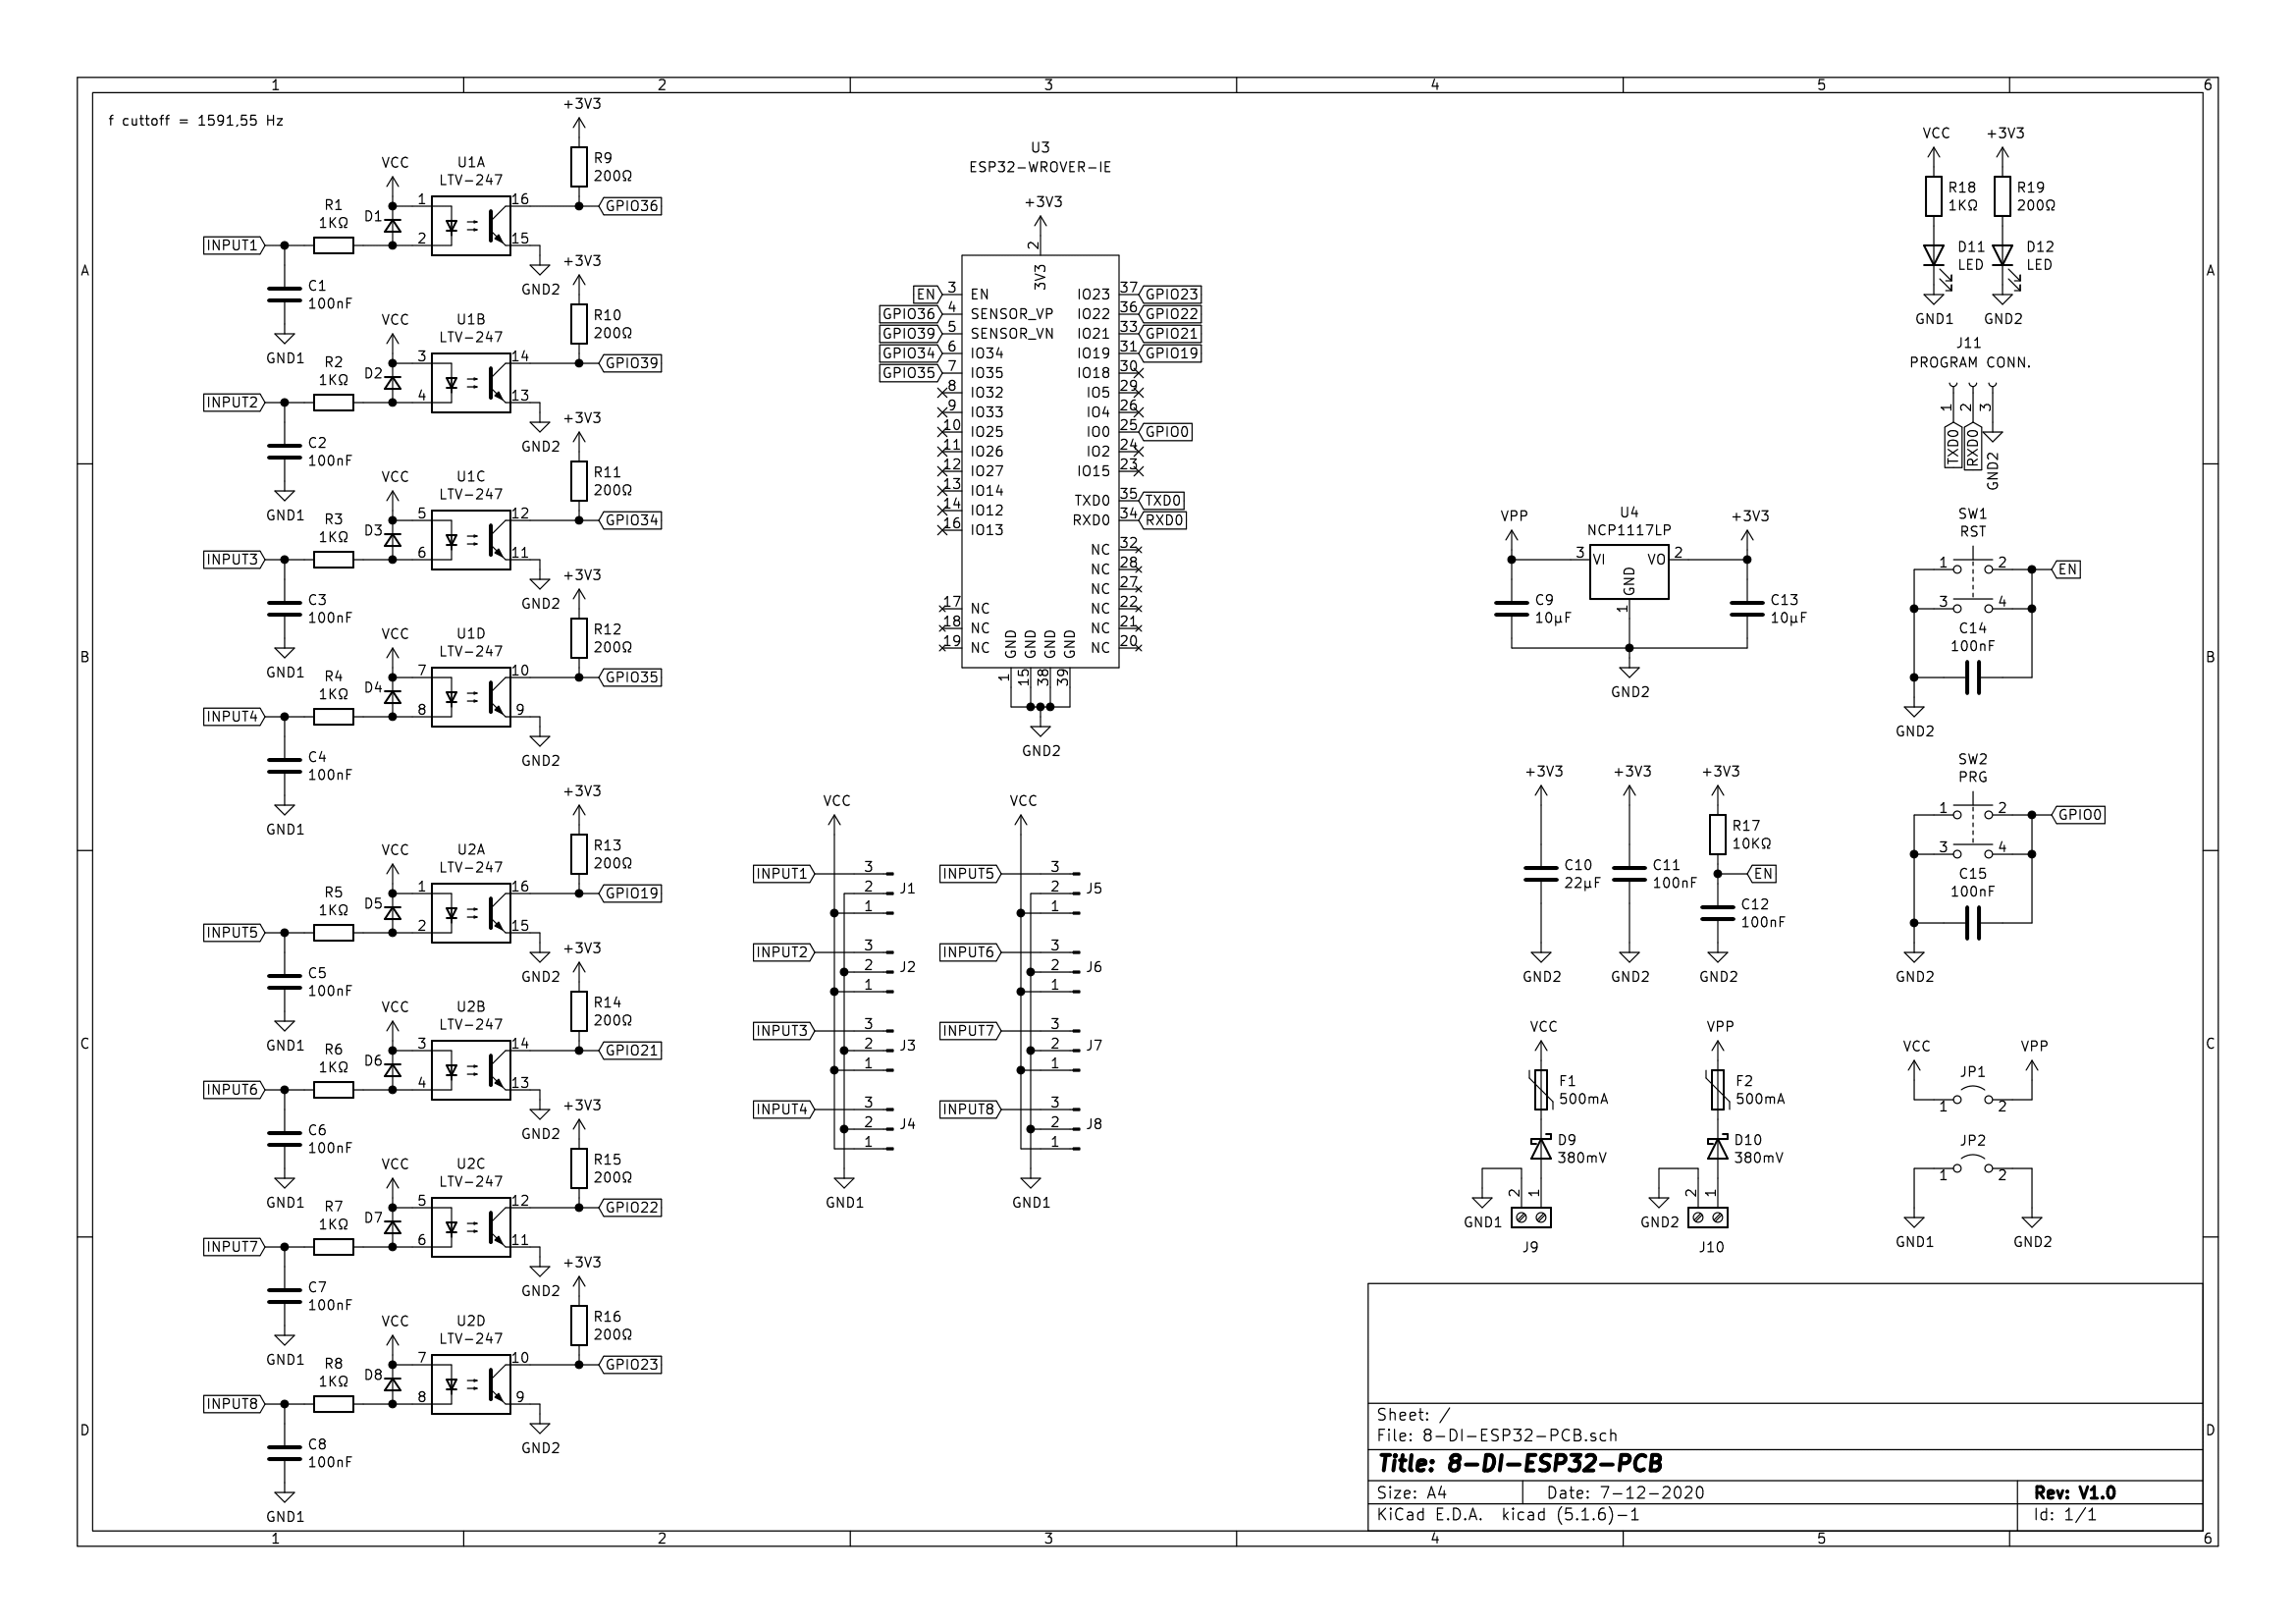 1 2 3 4 5 6
f cuttoff = 1591,55 Hz
+3V3
R9
200Ω
VCC
U1A
LTV-247
1 16
GPIO36
R1
1KΩ
D1
INPUT1
2 15
GND2
C1
100nF
GND1
+3V3
R10
200Ω
VCC
U1B
LTV-247
3 14
GPIO39
R2
1KΩ
D2
INPUT2
4 13
GND2
C2
100nF
GND1
+3V3
R11
200Ω
VCC
U1C
LTV-247
5 12
GPIO34
R3
1KΩ
D3
INPUT3
6 11
GND2
C3
100nF
GND1
+3V3
R12
200Ω
VCC
U1D
LTV-247
7 10
GPIO35
R4
1KΩ
D4
INPUT4
8 9
GND2
C4
100nF
GND1
+3V3
R13
200Ω
VCC
U2A
LTV-247
1 16
GPIO19
R5
1KΩ
D5
INPUT5
2 15
GND2
C5
100nF
GND1
+3V3
R14
200Ω
VCC
U2B
LTV-247
3 14
GPIO21
R6
1KΩ
D6
INPUT6
4 13
GND2
C6
100nF
GND1
+3V3
R15
200Ω
VCC
U2C
LTV-247
5 12
GPIO22
R7
1KΩ
D7
INPUT7
6 11
GND2
C7
100nF
GND1
+3V3
R16
200Ω
VCC
U2D
LTV-247
7 10
GPIO23
R8
1KΩ
D8
INPUT8
8 9
GND2
C8
100nF
GND1
U3
ESP32-WROVER-IE
+3V3
2
3V3
EN 3 EN IO23 37 GPIO23
GPIO36 4 SENSOR_VP IO22 36 GPIO22
GPIO39 5 SENSOR_VN IO21 33 GPIO21
GPIO34 6 IO34 IO19 31 GPIO19
GPIO35 7 IO35 IO18 30
8 IO32 IO5 29
9 IO33 IO4 26
10 IO25 IO0 25 GPIO0
11 IO26 IO2 24
12 IO27 IO15 23
13 IO14
TXD0 35 TXD0
14 IO12
RXD0 34 RXD0
16 IO13
NC 32
NC 28
NC 27
17 NC NC 22
18 NC NC 21
19 NC NC 20
GND GND GND GND
1 15 38 39
GND2
VCC
INPUT1 3
2 J1
1
INPUT2 3
2 J2
1
INPUT3 3
2 J3
1
INPUT4 3
2 J4
1
GND1
VCC
INPUT5 3
2 J5
1
INPUT6 3
2 J6
1
INPUT7 3
2 J7
1
INPUT8 3
2 J8
1
GND1
VCC +3V3
R18
1KΩ
R19
200Ω
D11
LED
D12
LED
GND1 GND2
J11
PROGRAM CONN.
1 2 3
TXD0 RXD0 GND2
VPP
U4
NCP1117LP
+3V3
3 VI VO 2
GND
1
C9
10µF
C13
10µF
GND2
SW1
RST
1 2 EN
3 4
C14
100nF
GND2
SW2
PRG
1 2 GPIO0
3 4
C15
100nF
GND2
+3V3 +3V3 +3V3
R17
10KΩ
C10
22µF
C11
100nF
EN
C12
100nF
GND2 GND2 GND2
VCC
F1
500mA
D9
380mV
2 1
GND1
J9
VPP
F2
500mA
D10
380mV
2 1
GND2
J10
VCC VPP
JP1
1 2
JP2
1 2
GND1 GND2
A A
B B
C C
D D
Sheet: /
File: 8-DI-ESP32-PCB.sch
Title: 8-DI-ESP32-PCB
Size: A4 Date: 7-12-2020 Rev: V1.0
KiCad E.D.A. kicad (5.1.6)-1 Id: 1/1
1 2 3 4 5 6